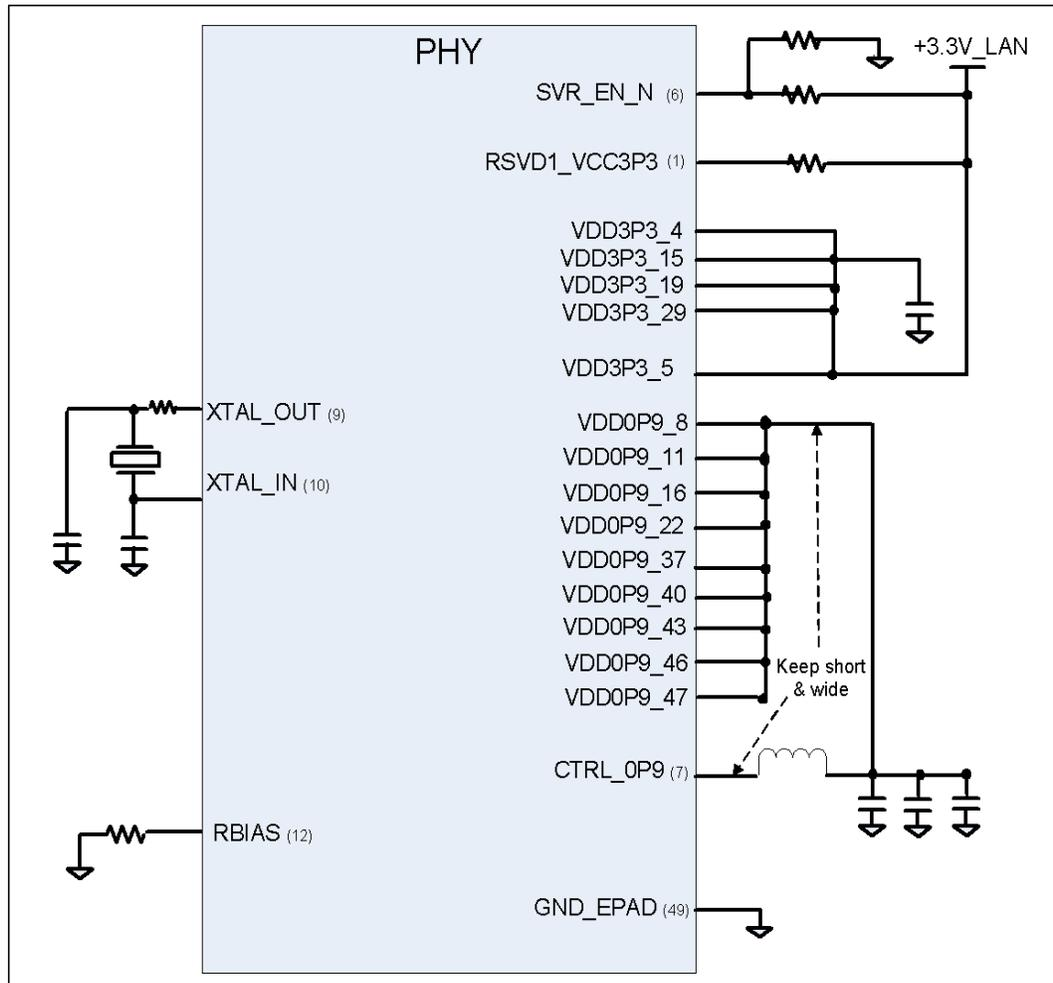 PHY
+3.3V_LAN
SVR_EN_N (6)
RSVD1_VCC3P3 (1)
VDD3P3_4
VDD3P3_15
VDD3P3_19
VDD3P3_29
VDD3P3_5
XTAL_OUT (9)
XTAL_IN (10)
VDD0P9_8
VDD0P9_11
VDD0P9_16
VDD0P9_22
VDD0P9_37
VDD0P9_40
VDD0P9_43
VDD0P9_46
VDD0P9_47
Keep short
& wide
CTRL_0P9 (7)
RBIAS (12)
GND_EPAD (49)